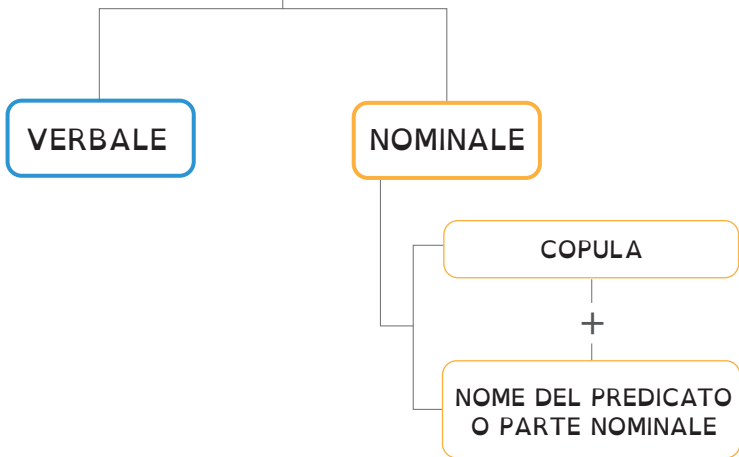 VERBALE
NOMINALE
COPULA
+
NOME DEL PREDICATO
O PARTE NOMINALE